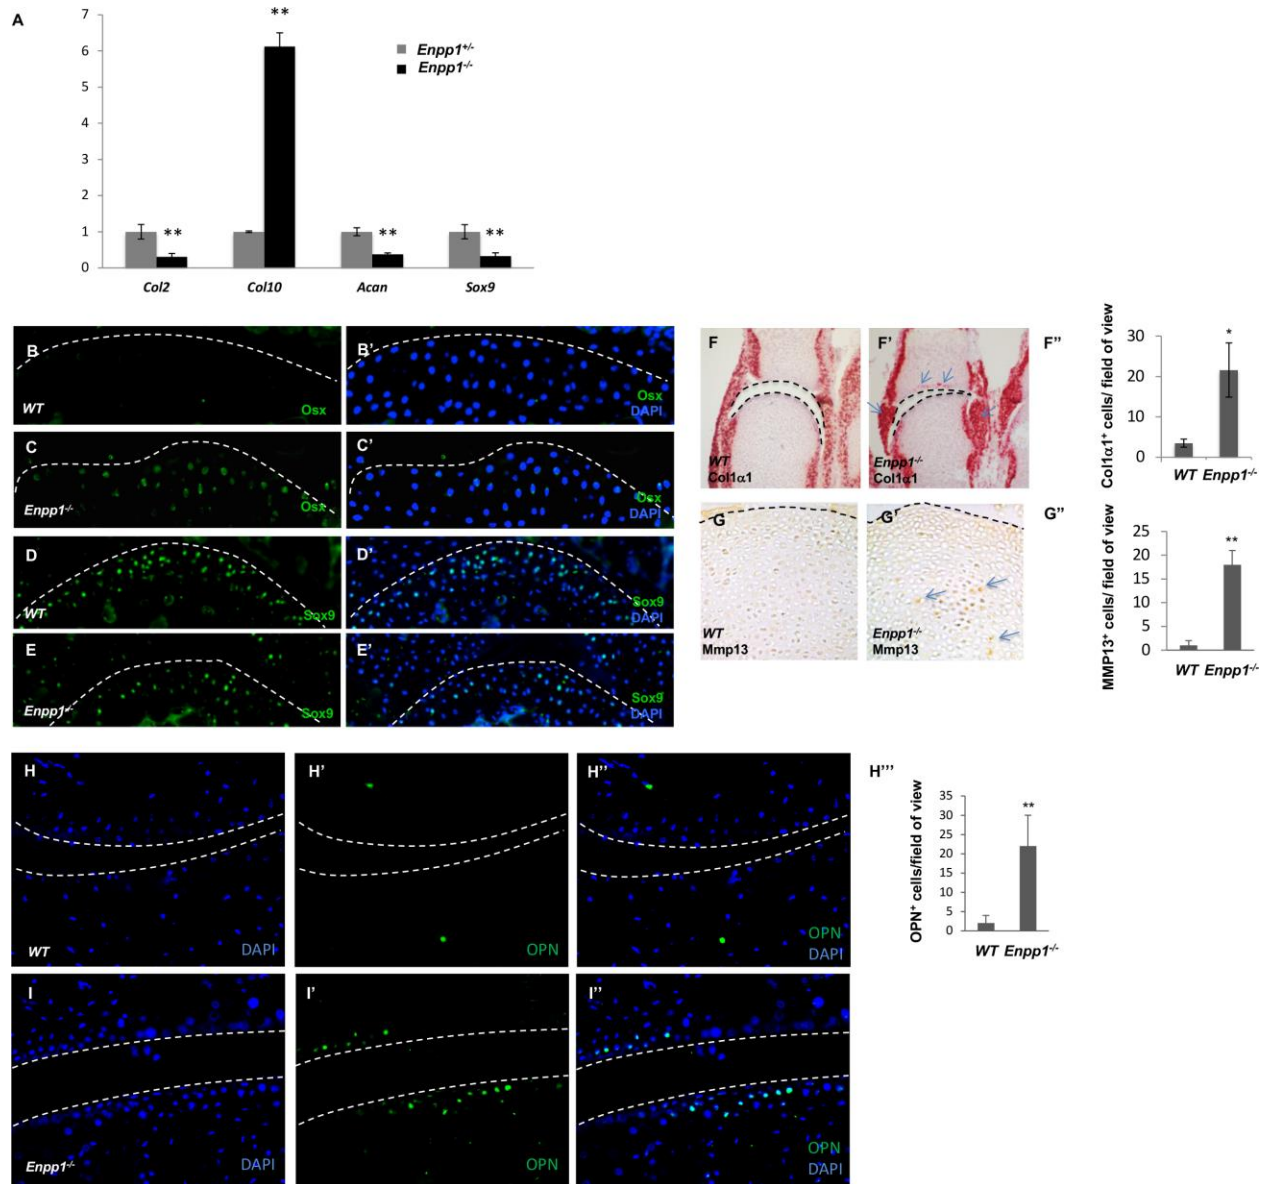 A
7
6
5
4
3
2
1
0
**
**
**
**
Enpp1+/-
Enpp1-/-
Col2
Col10
Acan
Sox9
B
WT
Osx
B'
Osx
DAPI
C
Enpp1-/-
Osx
C'
Osx
DAPI
D
WT
Sox9
D'
Sox9
DAPI
E
Enpp1-/-
Sox9
E'
Sox9
DAPI
F
WT
Col1α1
F'
Enpp1-/-
Col1α1
F"
Col1α1+ cells/ field of view
30
20
10
0
*
WT Enpp1-/-
G
WT
Mmp13
G'
Enpp1-/-
Mmp13
G"
MMP13+ cells/ field of view
25
20
15
10
5
0
**
WT Enpp1-/-
H
WT
DAPI
H'
OPN
H''
OPN
DAPI
H'''
OPN+ cells/field of view
35
30
25
20
15
10
5
0
**
WT Enpp1-/-
I
Enpp1-/-
DAPI
I'
OPN
I''
OPN
DAPI